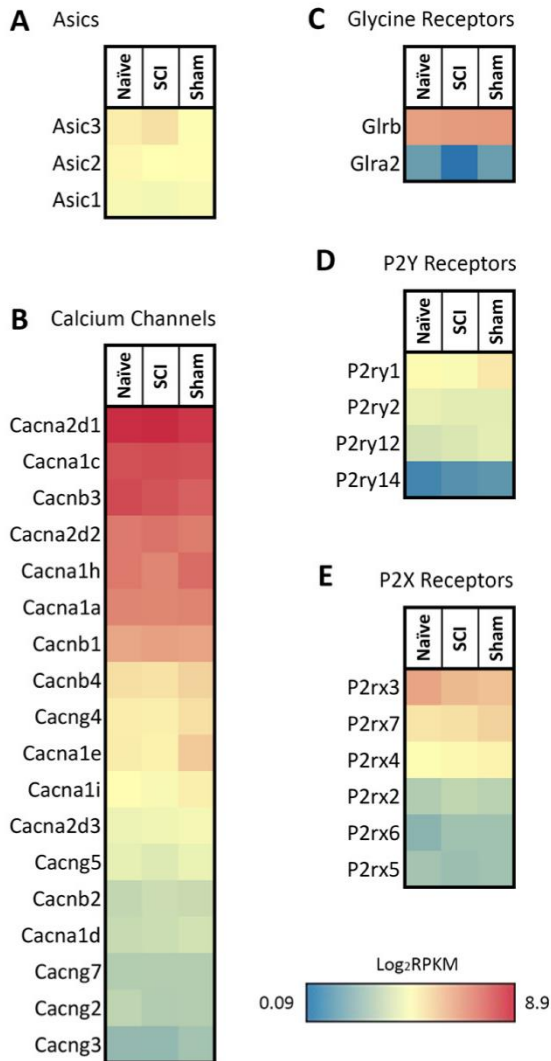 A Asics
Naïve SCI Sham
Asic3
Asic2
Asic1
B Calcium Channels
Naïve SCI Sham
Cacna2d1
Cacna1c
Cacnb3
Cacna2d2
Cacna1h
Cacna1a
Cacnb1
Cacnb4
Cacng4
Cacna1e
Cacna1i
Cacna2d3
Cacng5
Cacnb2
Cacna1d
Cacng7
Cacng2
Cacng3
C Glycine Receptors
Naïve SCI Sham
Glrb
Glra2
D P2Y Receptors
Naïve SCI Sham
P2ry1
P2ry2
P2ry12
P2ry14
E P2X Receptors
Naïve SCI Sham
P2rx3
P2rx7
P2rx4
P2rx2
P2rx6
P2rx5
Log₂RPKM
0.09 8.9